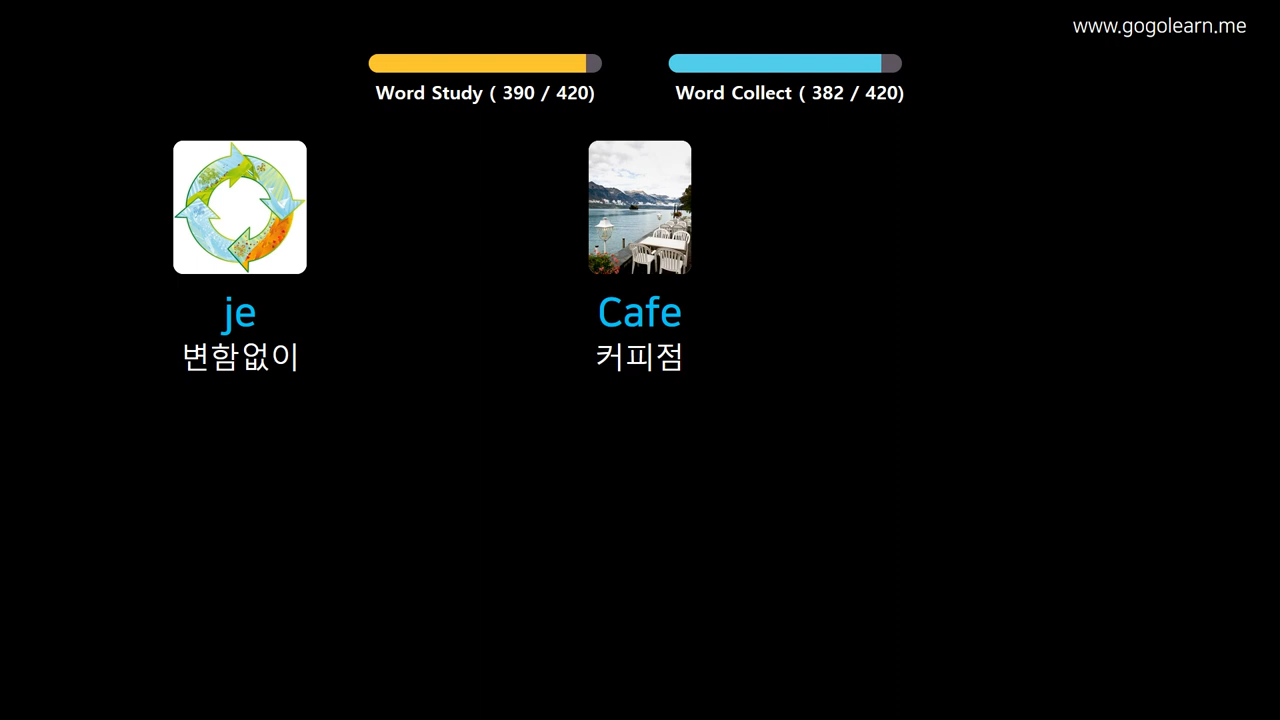 www.gogolearn.me
Word Study ( 390 / 420)
Word Collect ( 382 / 420)
je
변함없이
Cafe
커피점